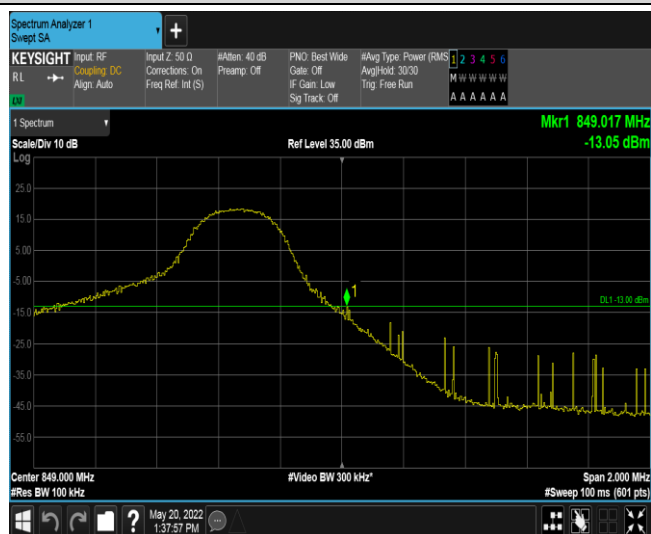 Spectrum Analyzer 1
Swept SA
KEYSIGHT Input: RF Input Z: 50 Ω #Atten: 40 dB PNO: Best Wide #Avg Type: Power (RMS 1 2 3 4 5 6
RL Coupling: DC Corrections: On Preamp: Off Gate: Off Avg|Hold: 30/30 M W W W W W
Align: Auto Freq Ref: Int (S) IF Gain: Low Trig: Free Run
Sig Track: Off A A A A A A
1 Spectrum Mkr1 849.017 MHz
Scale/Div 10 dB Ref Level 35.00 dBm -13.05 dBm
Log
25.0
15.0
5.00
1
-5.00
DL1 -13.00 dBm
-15.0
-25.0
-35.0
-45.0
-55.0
Center 849.000 MHz #Video BW 300 kHz* Span 2.000 MHz
#Res BW 100 kHz #Sweep 100 ms (601 pts)
? May 20, 2022
1:37:57 PM